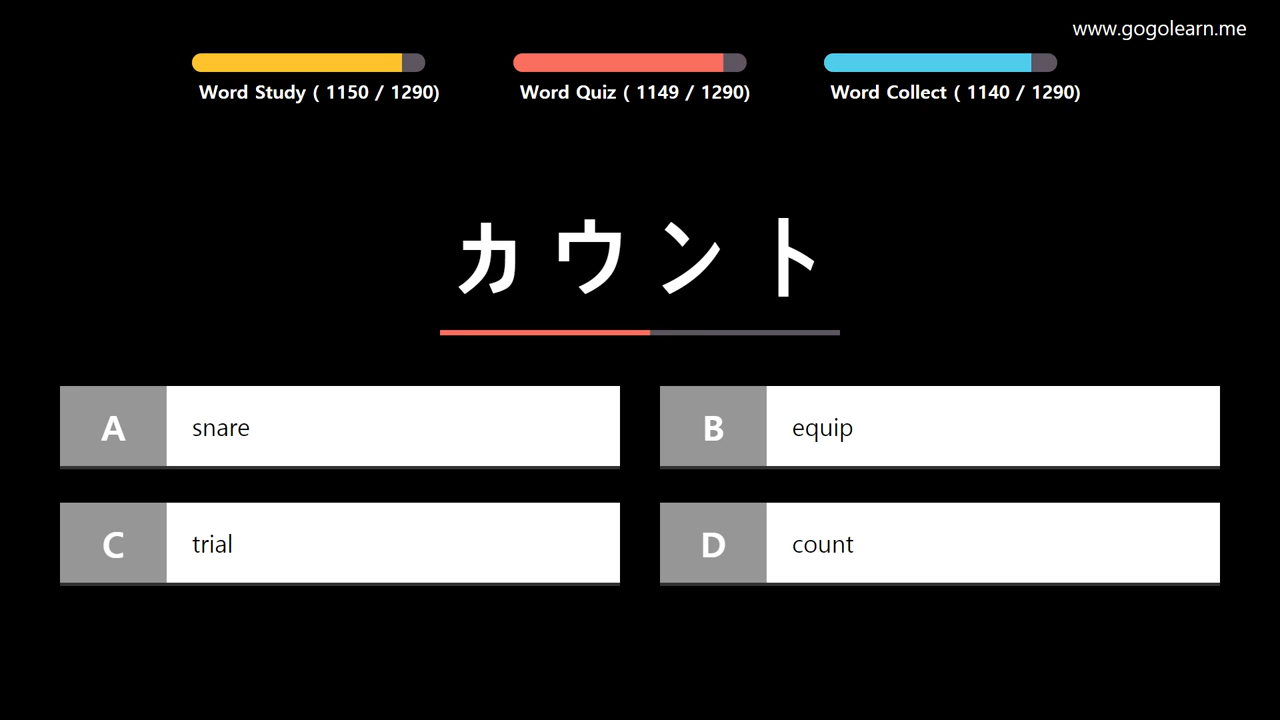 www.gogolearn.me
Word Study ( 1150 / 1290)
Word Quiz ( 1149 / 1290)
Word Collect ( 1140 / 1290)
カウント
A snare
B equip
C trial
D count